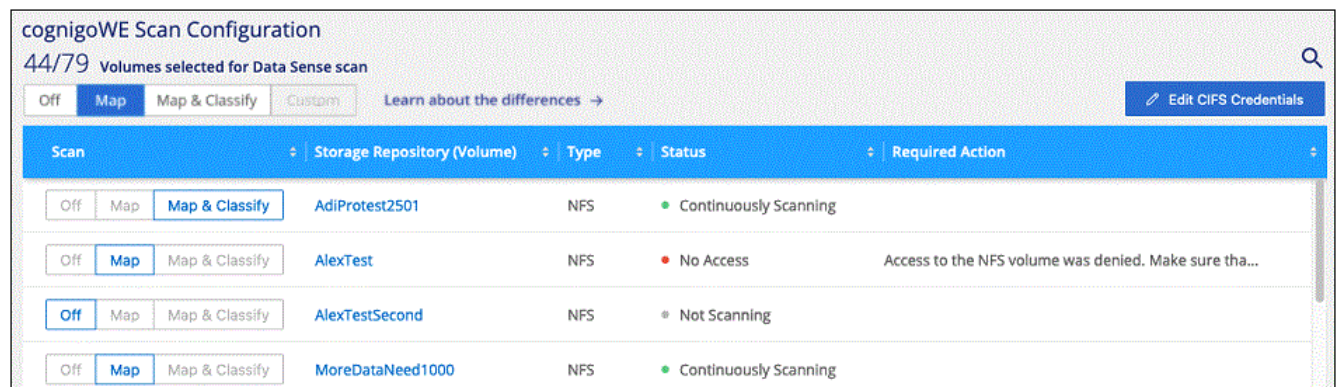 cognigoWE Scan Configuration
44/79 Volumes selected for Data Sense scan
Off Map Map & Classify Custom Learn about the differences → Edit CIFS Credentials
Scan Storage Repository (Volume) Type Status Required Action
Off Map Map & Classify AdiProtest2501 NFS Continuously Scanning
Off Map Map & Classify AlexTest NFS No Access Access to the NFS volume was denied. Make sure tha...
Off Map Map & Classify AlexTestSecond NFS Not Scanning
Off Map Map & Classify MoreDataNeed1000 NFS Continuously Scanning